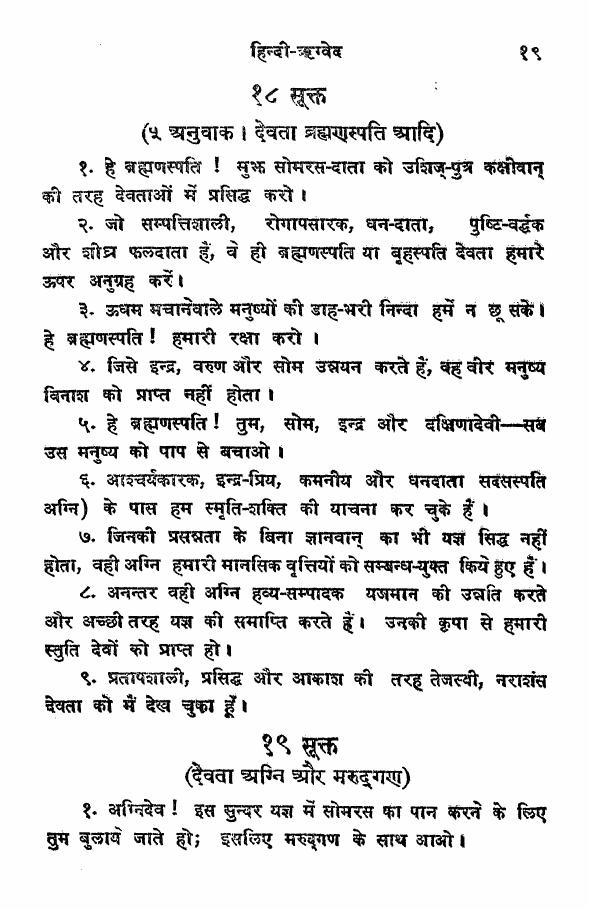 हिन्दी-ऋग्वेद १९
१८ सूक्त
(५ अनुवाक । देवता ब्रह्मणस्पति आदि)
१. हे ब्रह्मणस्पति ! मुझ सोमरस-दाता को उशिज्-पुत्र कक्षीवान्
की तरह देवताओं में प्रसिद्ध करो ।
२. जो सम्पत्तिशाली, रोगापसारक, धन-दाता, पुष्टि-वर्द्धक
और शीघ्र फलदाता हैं, वे ही ब्रह्मणस्पति या बृहस्पति देवता हमारे
ऊपर अनुग्रह करें।
३. ऊधम मचानेवाले मनुष्यों की डाह-भरी निन्दा हमें न छू सके।
हे ब्रह्मणस्पति! हमारी रक्षा करो ।
४. जिसे इन्द्र, वरुण और सोम उन्नयन करते हैं, वह वीर मनुष्य
विनाश को प्राप्त नहीं होता ।
५. हे ब्रह्मणस्पति! तुम, सोम, इन्द्र और दक्षिणादेवी—सब
उस मनुष्य को पाप से बचाओ ।
६. आश्चर्यकारक, इन्द्र-प्रिय, कमनीय और धनदाता सदसस्पति
अग्नि) के पास हम स्मृति-शक्ति की याचना कर चुके हैं ।
७. जिनकी प्रसन्नता के बिना ज्ञानवान् का भी यज्ञ सिद्ध नहीं
होता, वही अग्नि हमारी मानसिक वृत्तियों को सम्बन्ध-युक्त किये हुए हैं।
८. अनन्तर वही अग्नि हव्य-सम्पादक यजमान की उन्नति करते
और अच्छी तरह यज्ञ की समाप्ति करते हैं। उनकी कृपा से हमारी
स्तुति देवों को प्राप्त हो।
९. प्रतापशाली, प्रसिद्ध और आकाश की तरह तेजस्वी, नराशंस
देवता को मैं देख चुका हूँ।
१९ सूक्त
(देवता अग्नि और मरुद्गण)
१. अग्निदेव ! इस सुन्दर यज्ञ में सोमरस का पान करने के लिए
तुम बुलाये जाते हो; इसलिए मरुद्गण के साथ आओ।